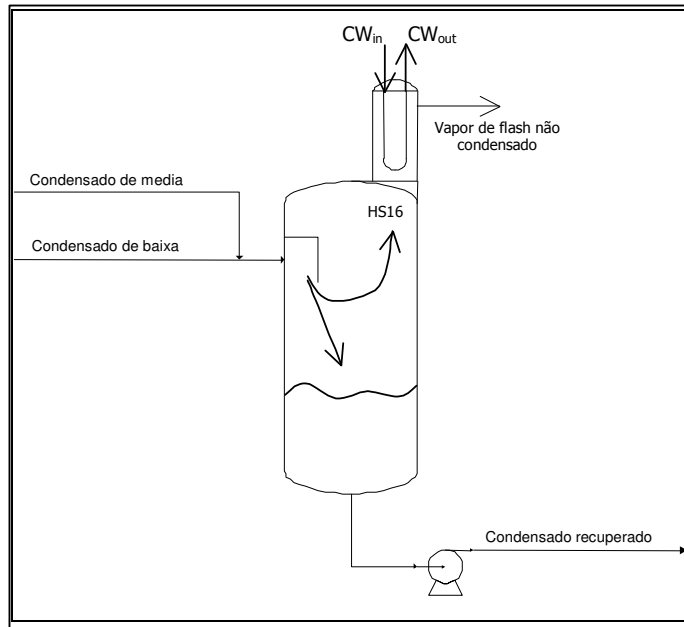 CWin CWout
Vapor de flash não
condensado
Condensado de media
HS16
Condensado de baixa
Condensado recuperado